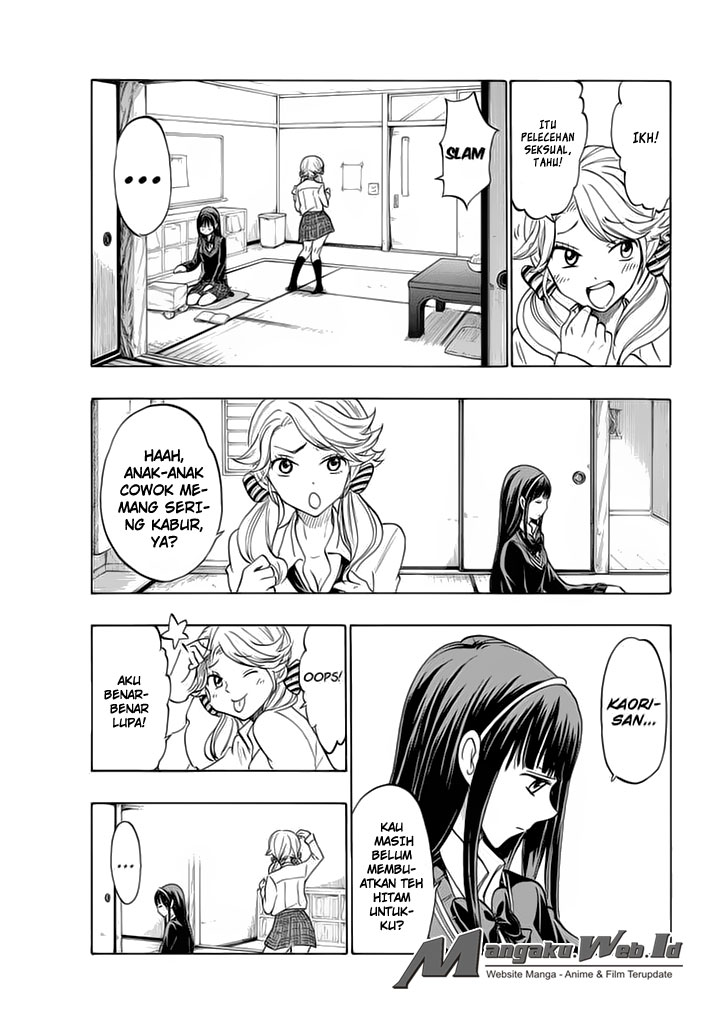 IKH!
ITU
PELECEHAN
SEKSUAL,
TAHU!
SLAM
...
HAAH,
ANAK-ANAK
COWOK ME-
MANG SERI-
NG KABUR,
YA?
KAORI-
SAN...
KAU
MASIH
BELUM
MEMBU-
ATKAN TEH
HITAM
UNTUK-
KU?
OOPS!
AKU
BENAR-
BENAR
LUPA!
...
Mangaku.Web.Id
Website Manga - Anime & Film Terupdate